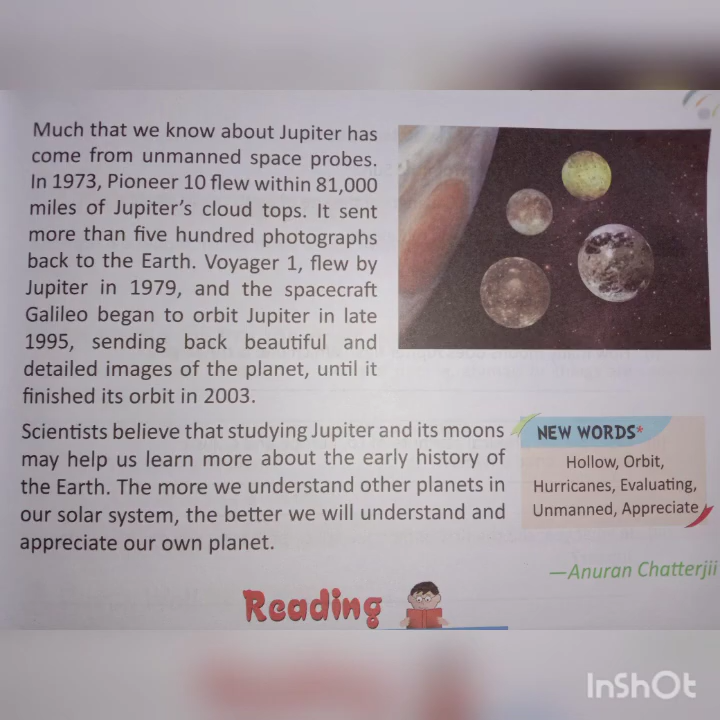 Much that we know about Jupiter has
come from unmanned space probes.
In 1973, Pioneer 10 flew within 81,000
miles of Jupiter's cloud tops. It sent
more than five hundred photographs
back to the Earth. Voyager 1, flew by
Jupiter in 1979, and the spacecraft
Galileo began to orbit Jupiter in late
1995, sending back beautiful and
detailed images of the planet, until it
finished its orbit in 2003.
Scientists believe that studying Jupiter and its moons
may help us learn more about the early history of
the Earth. The more we understand other planets in
our solar system, the better we will understand and
appreciate our own planet.
NEW WORDS*
Hollow, Orbit,
Hurricanes, Evaluating,
Unmanned, Appreciate
—Anuran Chatterjii
Reading
InShOt